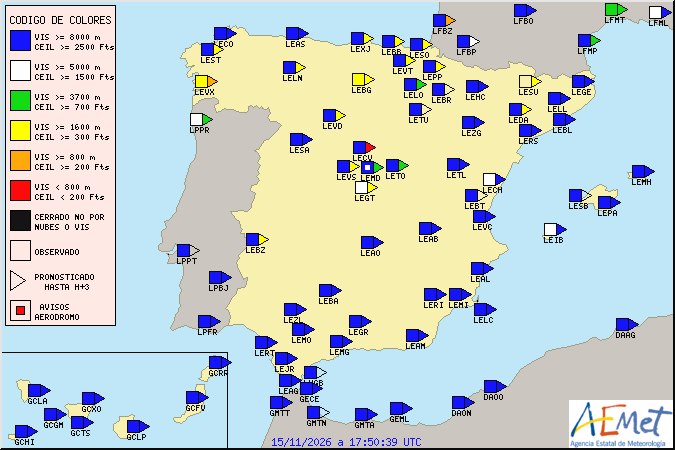 CODIGO DE COLORES
VIS >= 8000 m
CEIL >= 2500 Fts
VIS >= 5000 m
CEIL >= 1500 Fts
VIS >= 3700 m
CEIL >= 700 Fts
VIS >= 1600 m
CEIL >= 300 Fts
VIS >= 800 m
CEIL >= 200 Fts
VIS < 800 m
CEIL < 200 Fts
CERRADO NO POR
NUBES O VIS
OBSERVADO
PRONOSTICADO
HASTA H+3
AVISOS
AERODROMO
LFBO
LFMT
LFML
LFBZ
LECO
LEAS
LEXJ
LEBB
LESO
LFBP
LFMP
LEST
LEVT
LEPP
LELN
LEVX
LEBG
LELO
LEBR
LEHC
LESU
LEGE
LELL
LPPR
LEVD
LETU
LEZG
LEDA
LEBL
LERS
LESA
LECV
LEVS
LEMD
LETO
LETL
LEGT
LECH
LEMH
LEBT
LESB
LEPA
LEVC
LEIB
LEAB
LEBZ
LEAO
LPPT
LPBJ
LEAL
LEBA
LERI
LEMI
LELC
LEZL
LPFR
LEMO
LEGR
LEAM
DAAG
LERT
LEMG
LEJR
GCRR
LEAG
GECE
GCLA
GCXO
GCFV
GMTT
GMTN
GMTA
GEML
DAON
DAOO
GCGM
GCTS
GCLP
GCHI
15/11/2026 a 17:50:39 UTC
AEmet
Agencia Estatal de Meteorología